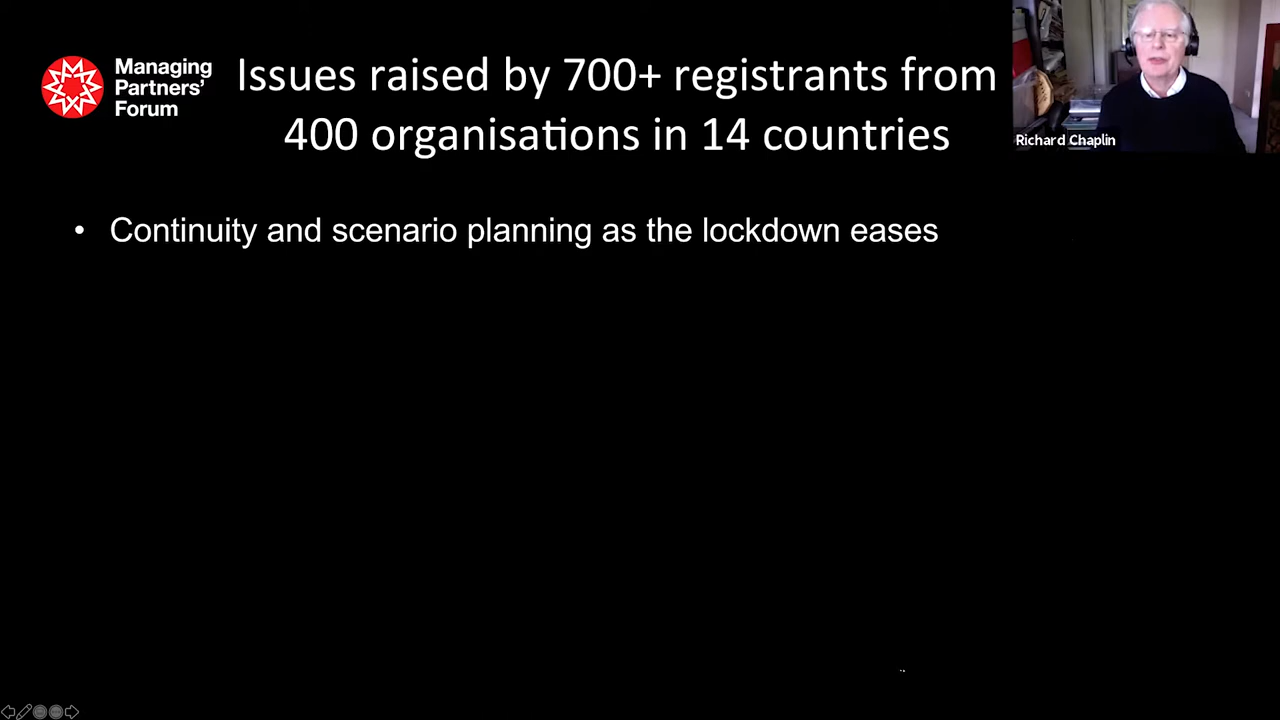 Managing
Partners'
Forum
Issues raised by 700+ registrants from
400 organisations in 14 countries
Richard Chaplin
• Continuity and scenario planning as the lockdown eases